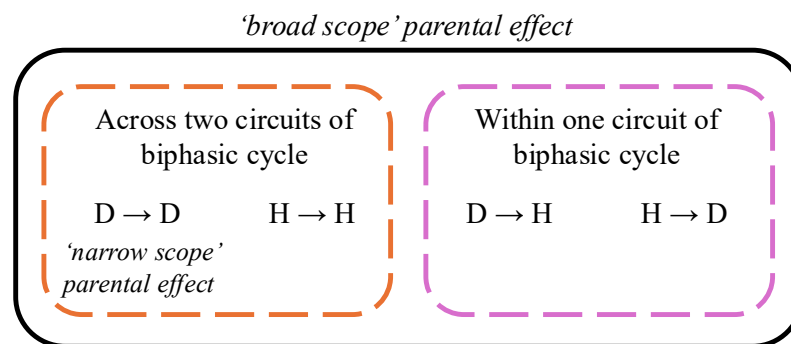 ‘broad scope’ parental effect
Across two circuits of
biphasic cycle
D → D
H → H
‘narrow scope’
parental effect
Within one circuit of
biphasic cycle
D → H
H → D